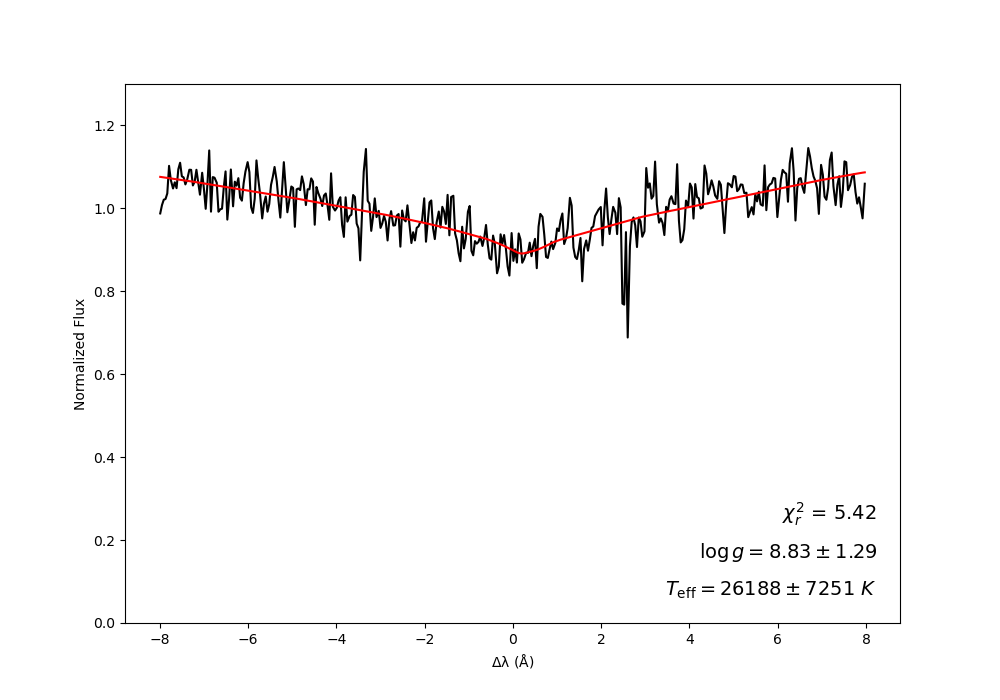 1.2
1.0
0.8
0.6
0.4
0.2
0.0
Normalized Flux
χ²ᵣ = 5.42
log g = 8.83 ± 1.29
T_eff = 26188 ± 7251 K
−8 −6 −4 −2 0 2 4 6 8
Δλ (Å)